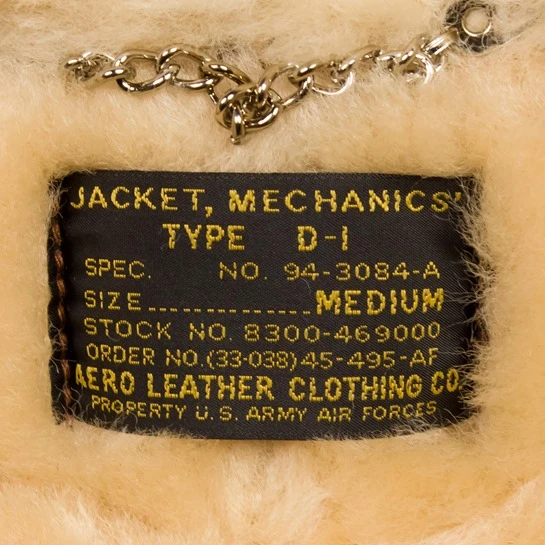 JACKET, MECHANICS'
TYPE D-1
SPEC. NO. 94-3084-A
SIZE..............MEDIUM
STOCK NO. 8300-469000
ORDER NO.(33-038)45-495-AF
AERO LEATHER CLOTHING CO.
PROPERTY U.S. ARMY AIR FORCES